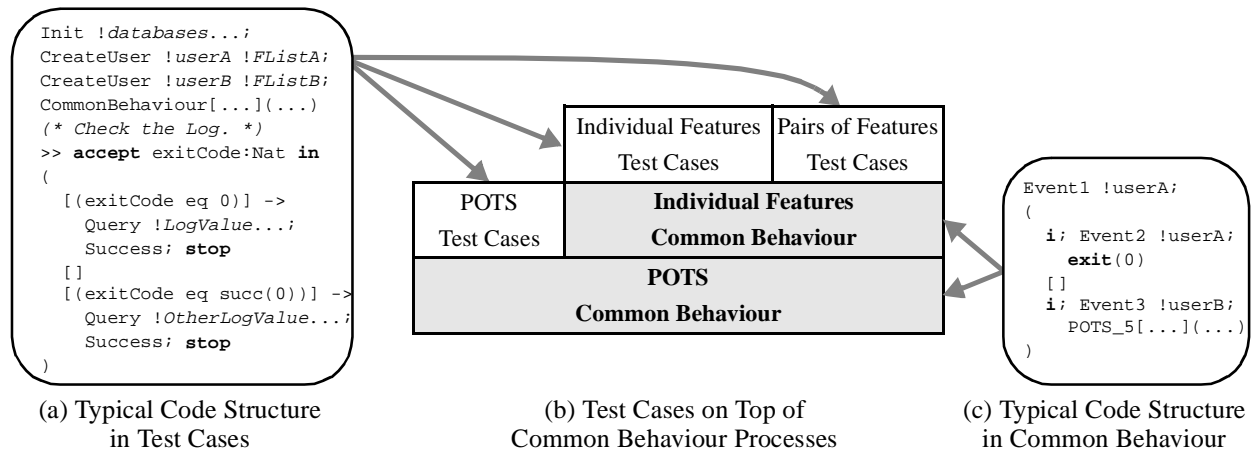 Init !databases...;
CreateUser !userA !FListA;
CreateUser !userB !FListB;
CommonBehaviour[...](...)
(* Check the Log. *)
>> accept exitCode:Nat in
(
[(exitCode eq 0)] ->
Query !LogValue...;
Success; stop
[]
[(exitCode eq succ(0))] ->
Query !OtherLogValue...;
Success; stop
)
(a) Typical Code Structure
in Test Cases
Individual Features
Test Cases
Pairs of Features
Test Cases
POTS
Test Cases
Individual Features
Common Behaviour
POTS
Common Behaviour
(b) Test Cases on Top of
Common Behaviour Processes
Event1 !userA;
(
i; Event2 !userA;
exit(0)
[]
i; Event3 !userB;
POTS_5[...](...)
)
(c) Typical Code Structure
in Common Behaviour